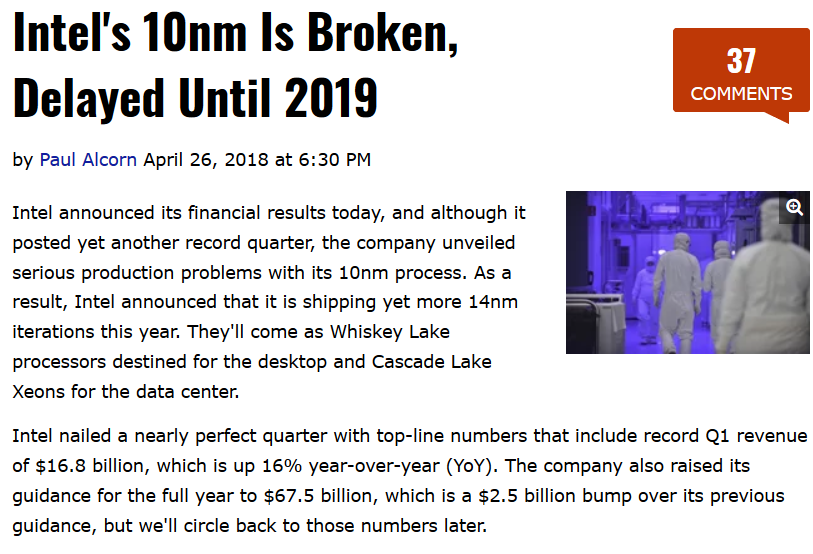 Intel's 10nm Is Broken,
Delayed Until 2019
37
COMMENTS
by Paul Alcorn April 26, 2018 at 6:30 PM
Intel announced its financial results today, and although it
posted yet another record quarter, the company unveiled
serious production problems with its 10nm process. As a
result, Intel announced that it is shipping yet more 14nm
iterations this year. They'll come as Whiskey Lake
processors destined for the desktop and Cascade Lake
Xeons for the data center.
Intel nailed a nearly perfect quarter with top-line numbers that include record Q1 revenue
of $16.8 billion, which is up 16% year-over-year (YoY). The company also raised its
guidance for the full year to $67.5 billion, which is a $2.5 billion bump over its previous
guidance, but we'll circle back to those numbers later.